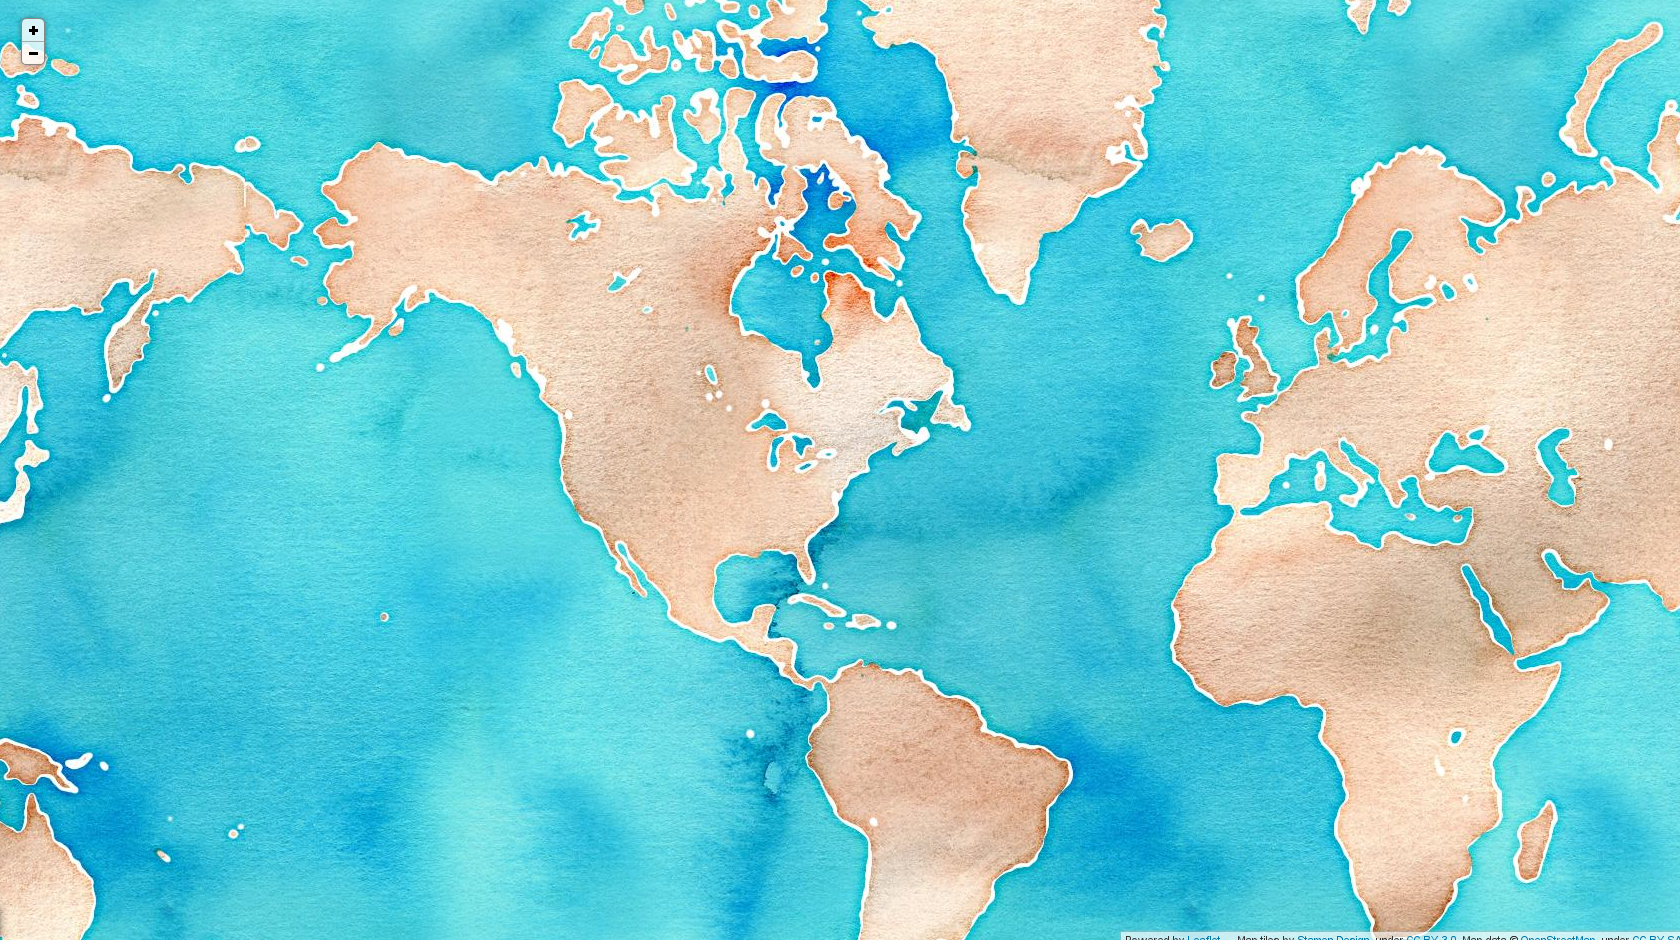 +
−
Powered by Leaflet — Map tiles by Stamen Design, under CC BY 3.0. Map data © OpenStreetMap, under CC BY SA